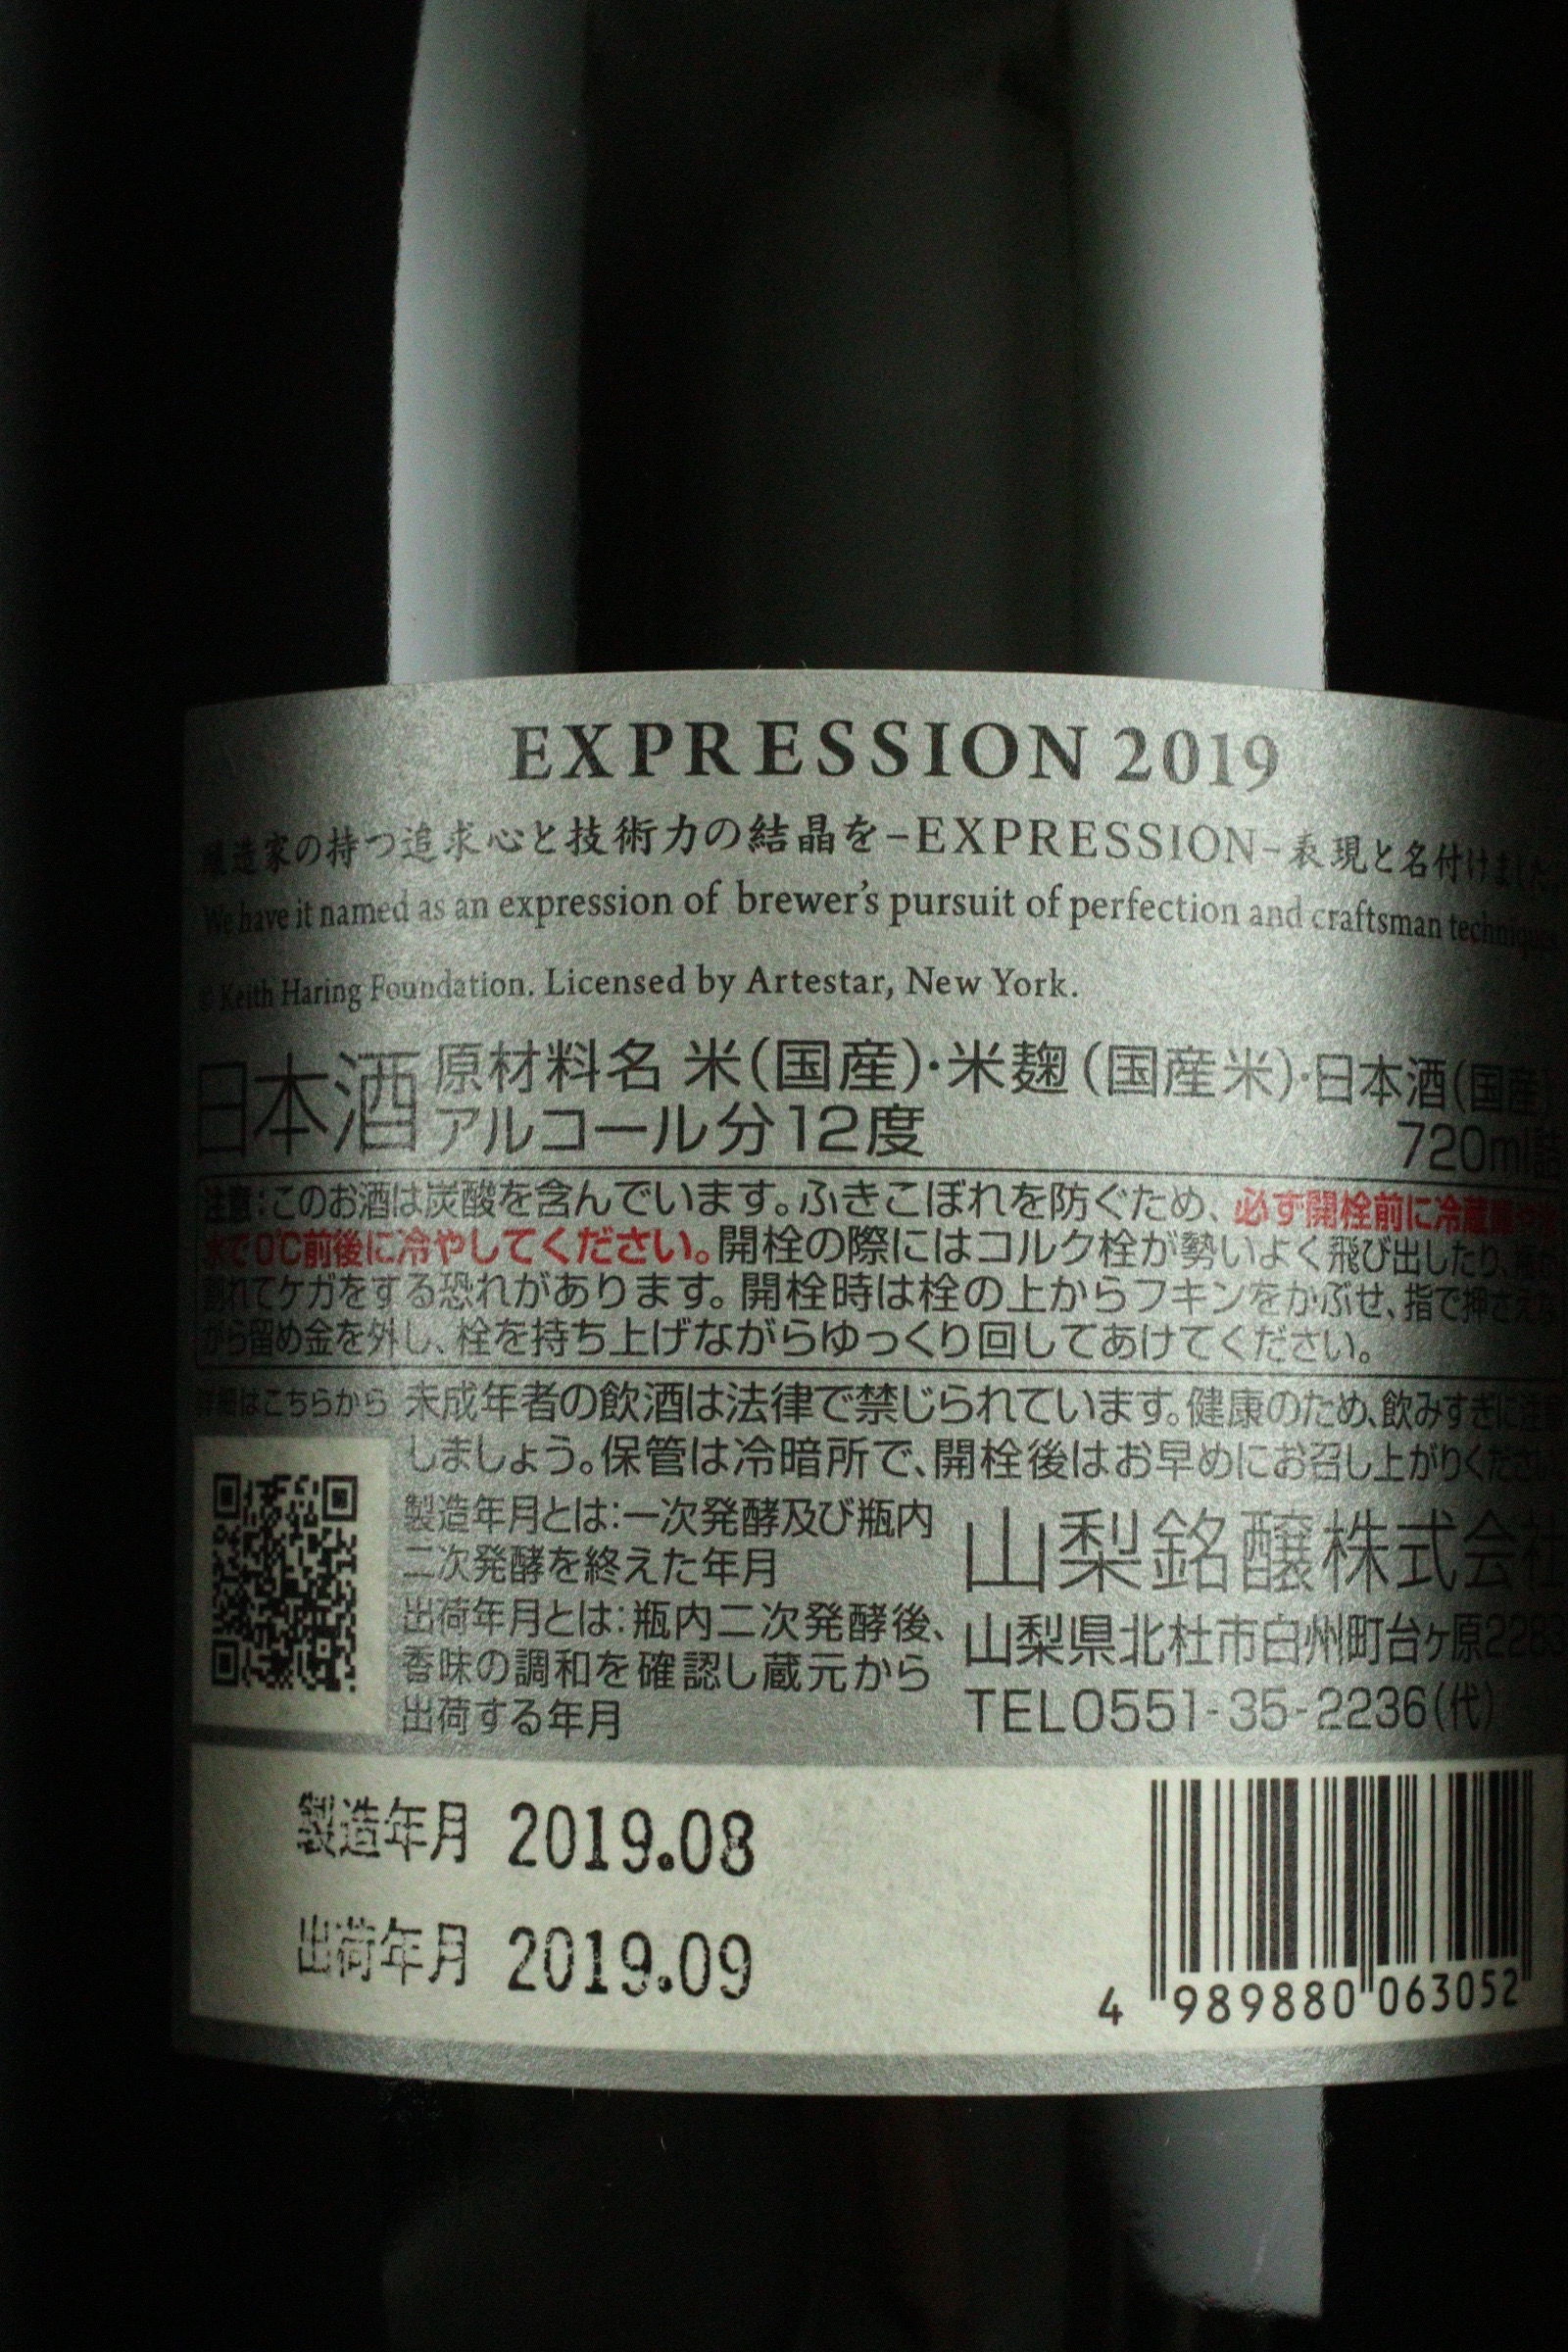 EXPRESSION 2019
醸造家の持つ追求心と技術力の結晶を-EXPRESSION-表現と名付けました
We have it named as an expression of brewer's pursuit of perfection and craftsman
© Keith Haring Foundation. Licensed by Artestar, New York.
日本酒 原材料名 米(国産)・米麹(国産米)・日本酒(国産)
アルコール分12度 720ml詰
注意:このお酒は炭酸を含んでいます。ふきこぼれを防ぐため、必ず開栓前に冷蔵庫や
水で0℃前後に冷やしてください。開栓の際にはコルク栓が勢いよく飛び出したり、
割れてケガをする恐れがあります。開栓時は栓の上からフキンをかぶせ、指で押さえ
がら留め金を外し、栓を持ち上げながらゆっくり回してあけてください。
詳細はこちらから
未成年者の飲酒は法律で禁じられています。健康のため、飲みすぎに注意
しましょう。保管は冷暗所で、開栓後はお早めにお召し上がりください
製造年月とは:一次発酵及び瓶内
二次発酵を終えた年月
出荷年月とは:瓶内二次発酵後、
香味の調和を確認し蔵元から
出荷する年月
山梨銘醸株式会社
山梨県北杜市白州町台ヶ原2283
TEL0551-35-2236(代)
製造年月 2019.08
出荷年月 2019.09
4 989880 063052